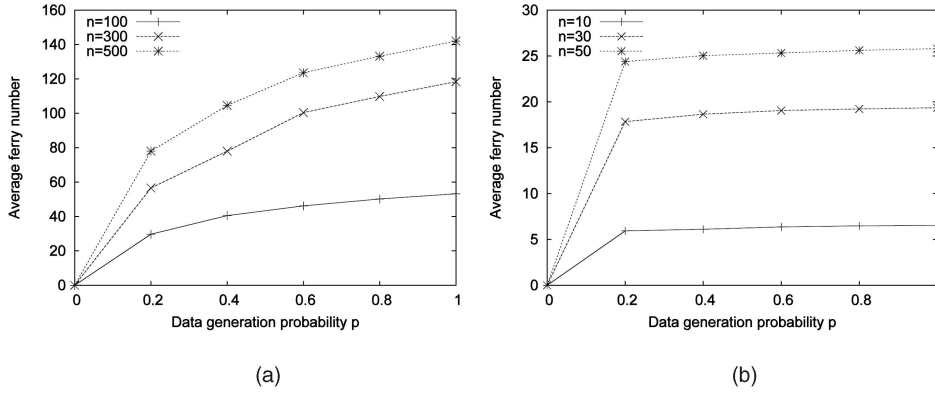 160
140
120
100
80
60
40
20
0
Average ferry number
n=100
n=300
n=500
0 0.2 0.4 0.6 0.8 1
Data generation probability p
(a)
30
25
20
15
10
5
0
Average ferry number
n=10
n=30
n=50
0 0.2 0.4 0.6 0.8
Data generation probability p
(b)